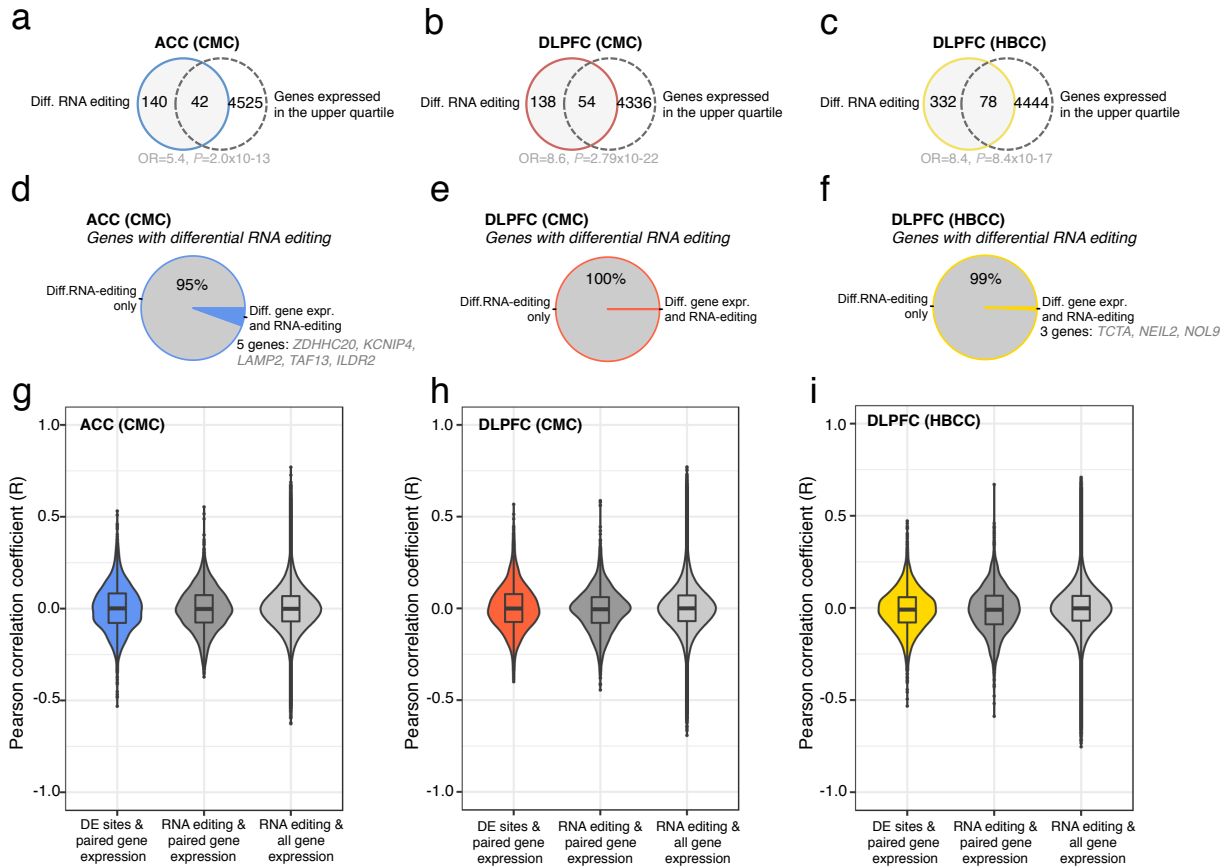 a
ACC (CMC)
Diff. RNA editing
140
42
4525
Genes expressed
in the upper quartile
OR=5.4, P=2.0x10-13
b
DLPFC (CMC)
Diff. RNA editing
138
54
4336
Genes expressed
in the upper quartile
OR=8.6, P=2.79x10-22
c
DLPFC (HBCC)
Diff. RNA editing
332
78
4444
Genes expressed
in the upper quartile
OR=8.4, P=8.4x10-17
d
ACC (CMC)
Genes with differential RNA editing
95%
Diff.RNA-editing
only
Diff. gene expr.
and RNA-editing
5 genes: ZDHHC20, KCNIP4,
LAMP2, TAF13, ILDR2
e
DLPFC (CMC)
Genes with differential RNA editing
100%
Diff.RNA-editing
only
Diff. gene expr.
and RNA-editing
f
DLPFC (HBCC)
Genes with differential RNA editing
99%
Diff.RNA-editing
only
Diff. gene expr.
and RNA-editing
3 genes: TCTA, NEIL2, NOL9
g
ACC (CMC)
Pearson correlation coefficient (R)
1.0
0.5
0.0
-0.5
-1.0
DE sites &
paired gene
expression
RNA editing &
paired gene
expression
RNA editing &
all gene
expression
h
DLPFC (CMC)
Pearson correlation coefficient (R)
1.0
0.5
0.0
-0.5
-1.0
DE sites &
paired gene
expression
RNA editing &
paired gene
expression
RNA editing &
all gene
expression
i
DLPFC (HBCC)
Pearson correlation coefficient (R)
1.0
0.5
0.0
-0.5
-1.0
DE sites &
paired gene
expression
RNA editing &
paired gene
expression
RNA editing &
all gene
expression